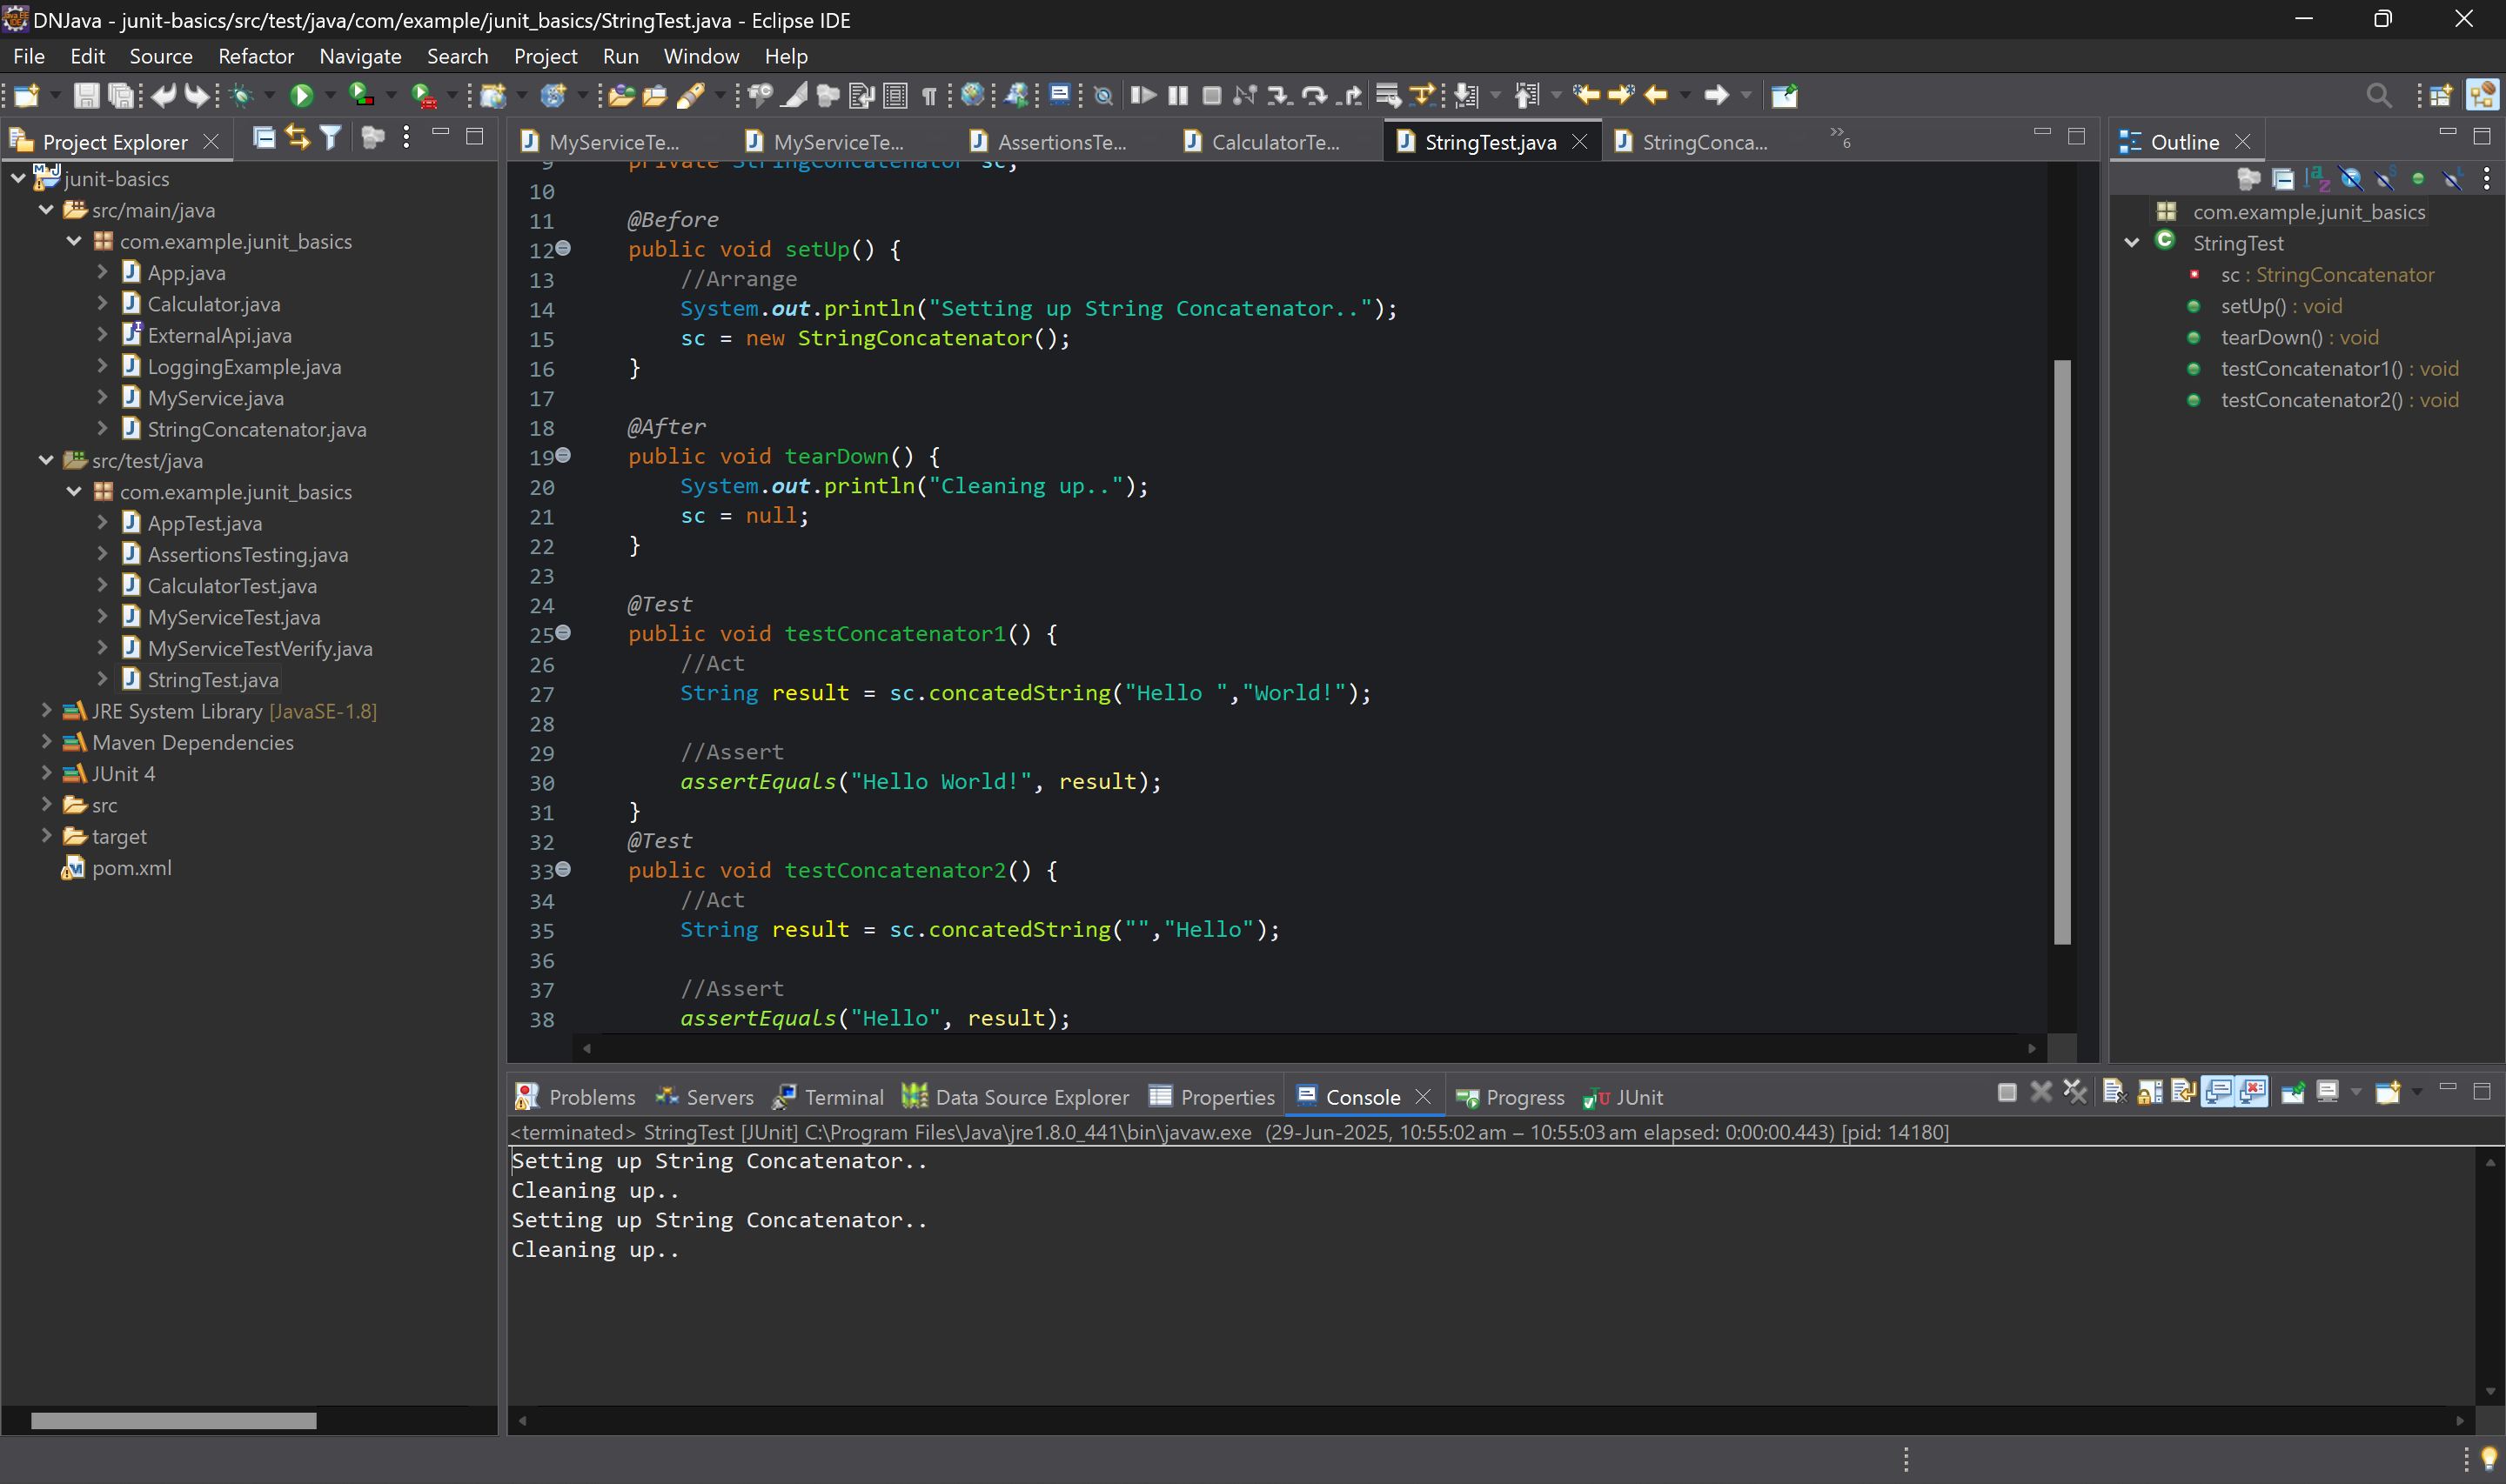 DNJava - junit-basics/src/test/java/com/example/junit_basics/StringTest.java - Eclipse IDE
File Edit Source Refactor Navigate Search Project Run Window Help
Project Explorer
junit-basics
src/main/java
com.example.junit_basics
App.java
Calculator.java
ExternalApi.java
LoggingExample.java
MyService.java
StringConcatenator.java
src/test/java
com.example.junit_basics
AppTest.java
AssertionsTesting.java
CalculatorTest.java
MyServiceTest.java
MyServiceTestVerify.java
StringTest.java
JRE System Library [JavaSE-1.8]
Maven Dependencies
JUnit 4
src
target
pom.xml
MyServiceTe... MyServiceTe... AssertionsTe... CalculatorTe... StringTest.java StringConca... 6
9 private StringConcatenator sc;
10
11 @Before
12 public void setUp() {
13 //Arrange
14 System.out.println("Setting up String Concatenator..");
15 sc = new StringConcatenator();
16 }
17
18 @After
19 public void tearDown() {
20 System.out.println("Cleaning up..");
21 sc = null;
22 }
23
24 @Test
25 public void testConcatenator1() {
26 //Act
27 String result = sc.concatedString("Hello ","World!");
28
29 //Assert
30 assertEquals("Hello World!", result);
31 }
32 @Test
33 public void testConcatenator2() {
34 //Act
35 String result = sc.concatedString("","Hello");
36
37 //Assert
38 assertEquals("Hello", result);
Outline
com.example.junit_basics
StringTest
sc : StringConcatenator
setUp() : void
tearDown() : void
testConcatenator1() : void
testConcatenator2() : void
Problems Servers Terminal Data Source Explorer Properties Console Progress JUnit
<terminated> StringTest [JUnit] C:\Program Files\Java\jre1.8.0_441\bin\javaw.exe (29-Jun-2025, 10:55:02 am – 10:55:03 am elapsed: 0:00:00.443) [pid: 14180]
Setting up String Concatenator..
Cleaning up..
Setting up String Concatenator..
Cleaning up..